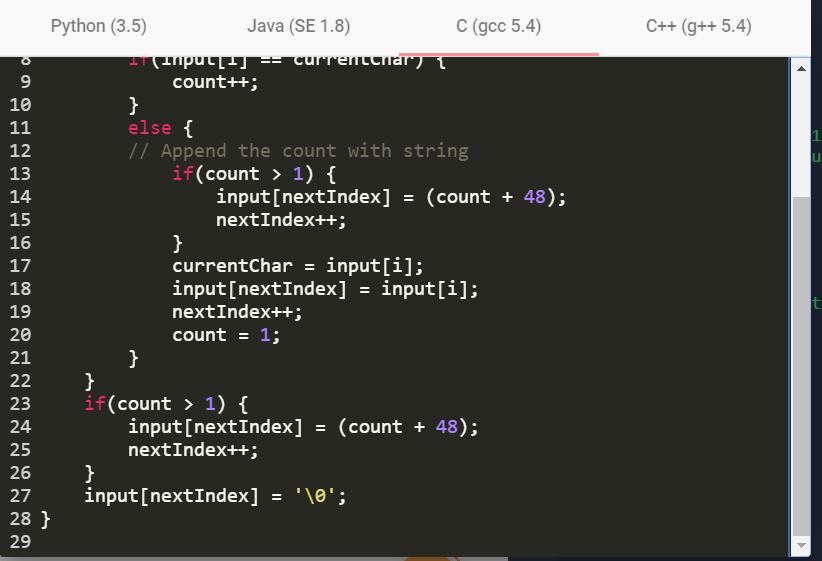 Python (3.5) Java (SE 1.8) C (gcc 5.4) C++ (g++ 5.4)
8 if(input[i] == currentChar) {
9 count++;
10 }
11 else {
12 // Append the count with string
13 if(count > 1) {
14 input[nextIndex] = (count + 48);
15 nextIndex++;
16 }
17 currentChar = input[i];
18 input[nextIndex] = input[i];
19 nextIndex++;
20 count = 1;
21 }
22 }
23 if(count > 1) {
24 input[nextIndex] = (count + 48);
25 nextIndex++;
26 }
27 input[nextIndex] = '\0';
28 }
29